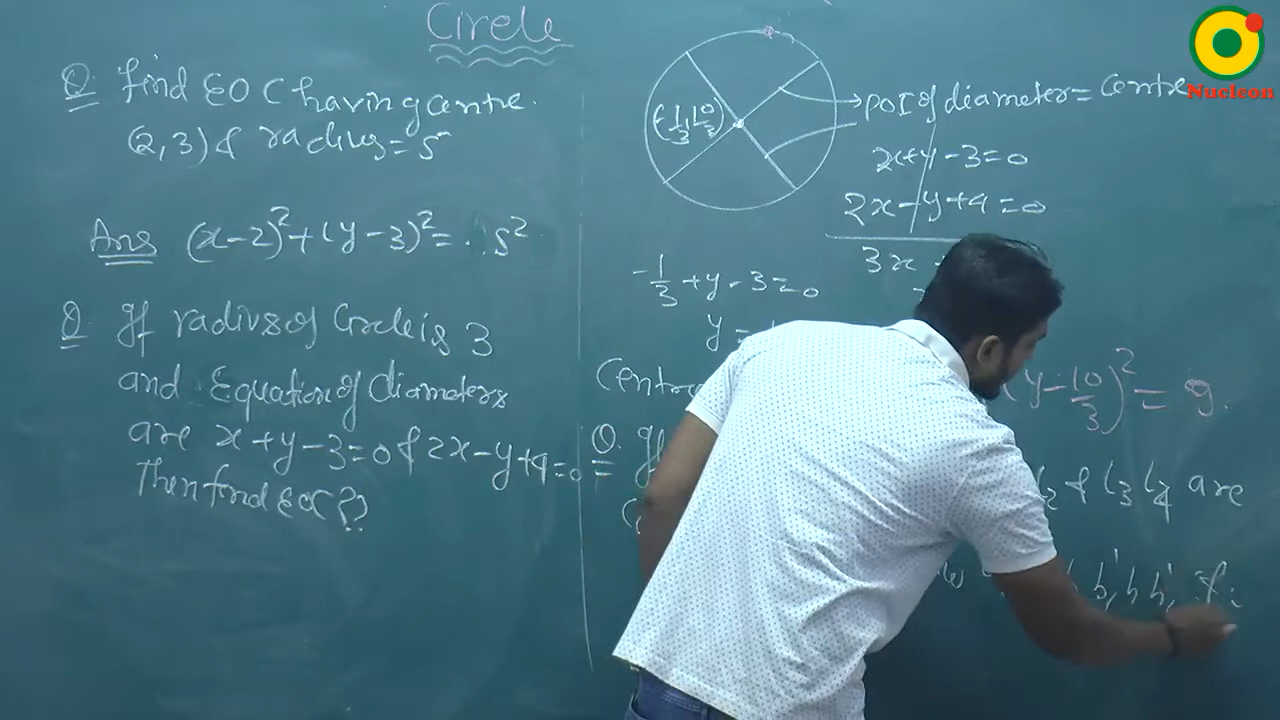 Circle
Q Find EOC having centre.
(2,3) & radius=5
Ans (x-2)²+(y-3)²= 5²
Q. If radius of Circle is 3
and Equation of diameters
are x+y-3=0 & 2x-y+4=0
Then find EOC ??
(-1/3, 10/3)
POI of diameter = Centre
x+y-3=0
2x-y+4=0
3x
-1/3+y-3=0
y =
Centre
(y-10/3)²= 9.
Q. If
& L3 L4 are
Nucleon